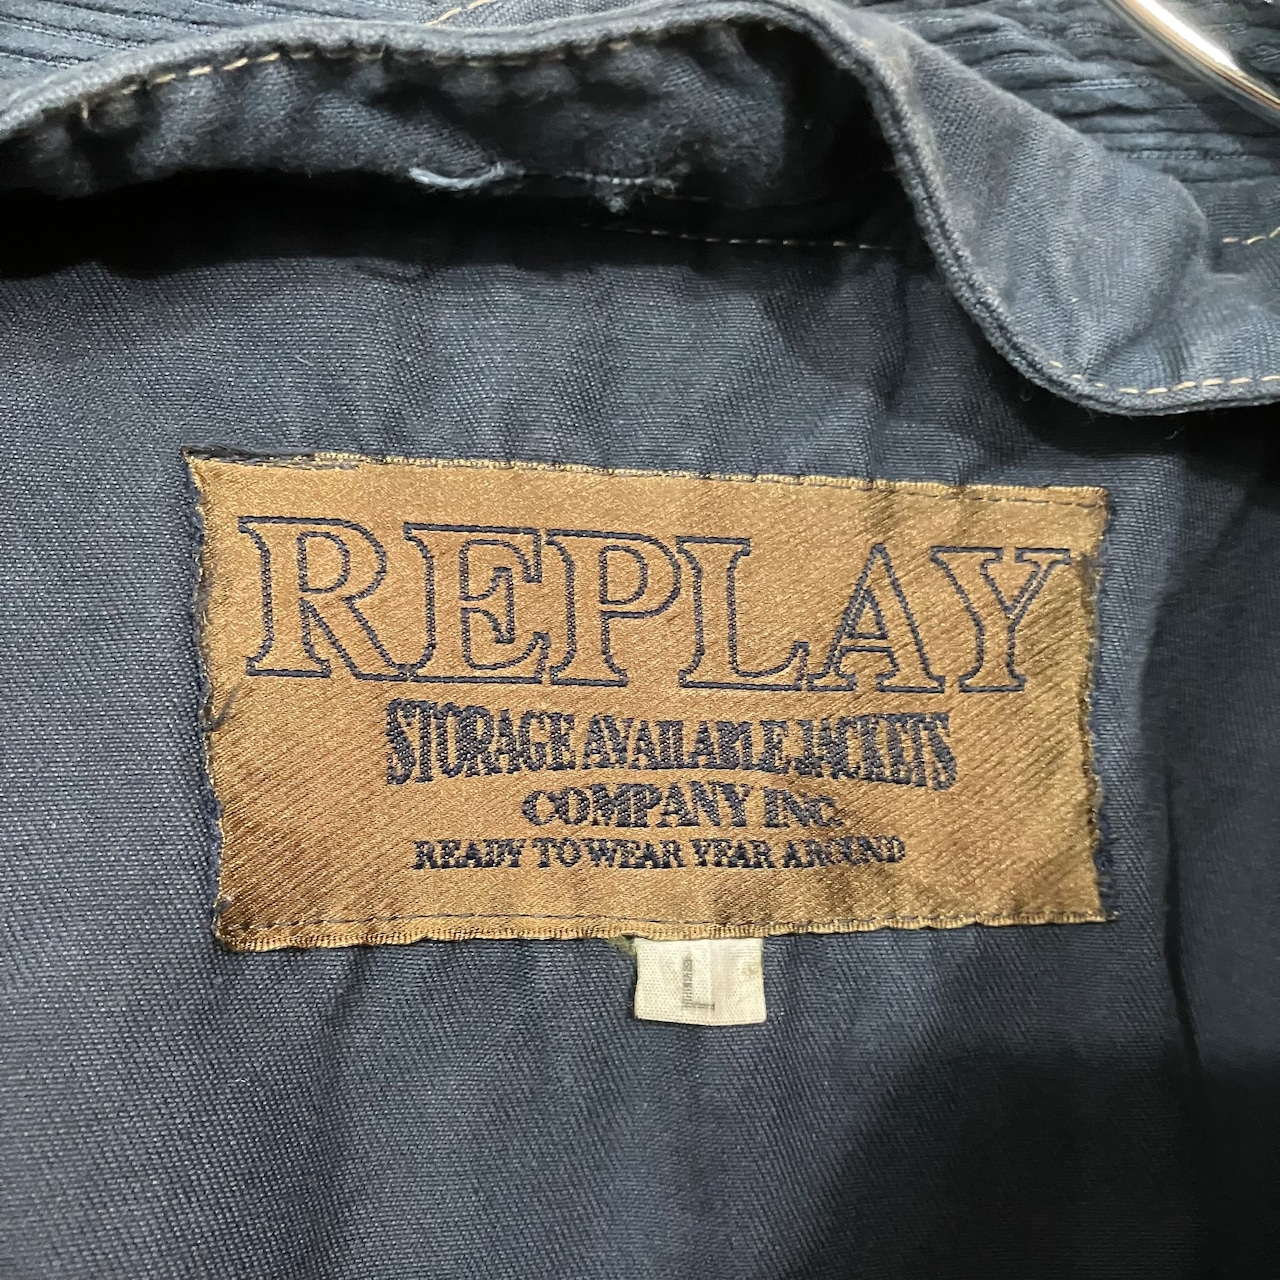 REPLAY
STORAGE AVAILABLE JACKETS
COMPANY INC.
READY TO WEAR YEAR AROUND
L